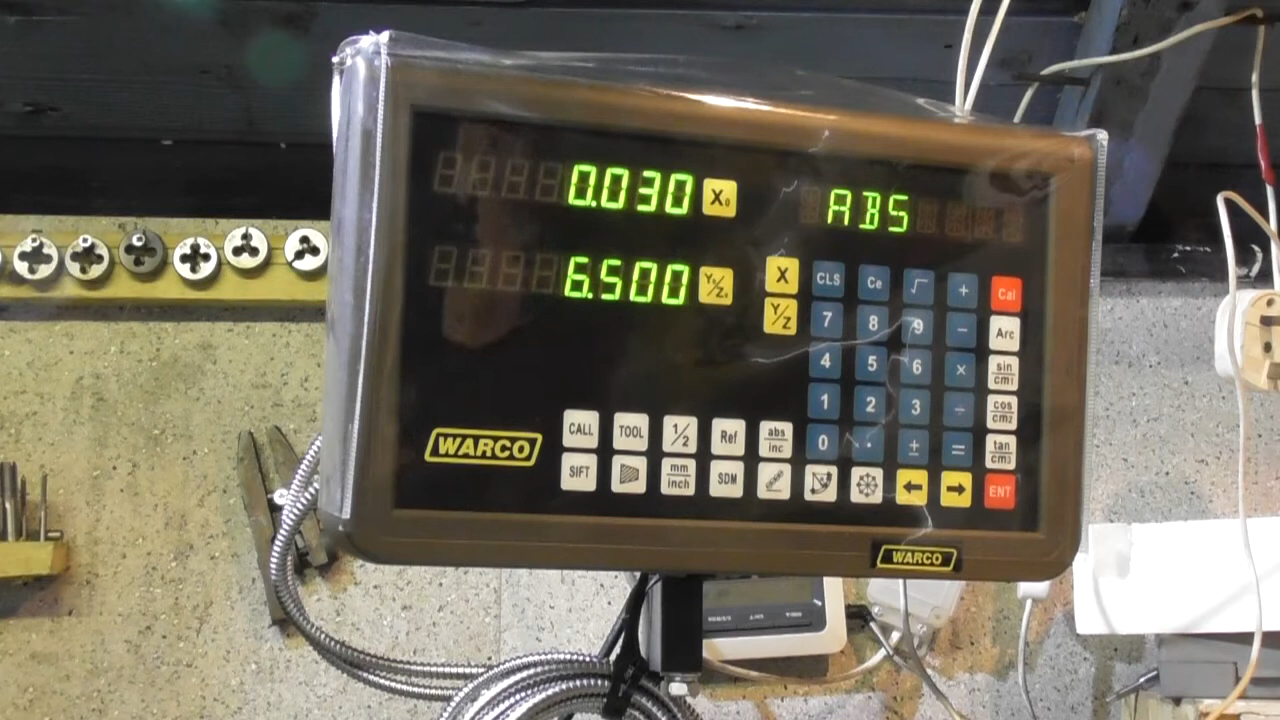 0.030 X₀ ABS
6.500 Y₀/Z₀
X CLS Ce √ + Cal
Y/Z 7 8 9 - Arc
4 5 6 × sin cm1
1 2 3 ÷ cos cm2
WARCO CALL TOOL 1/2 Ref abs inc 0 . ± = tan cm3
SIFT mm inch SDM ← → ENT
WARCO